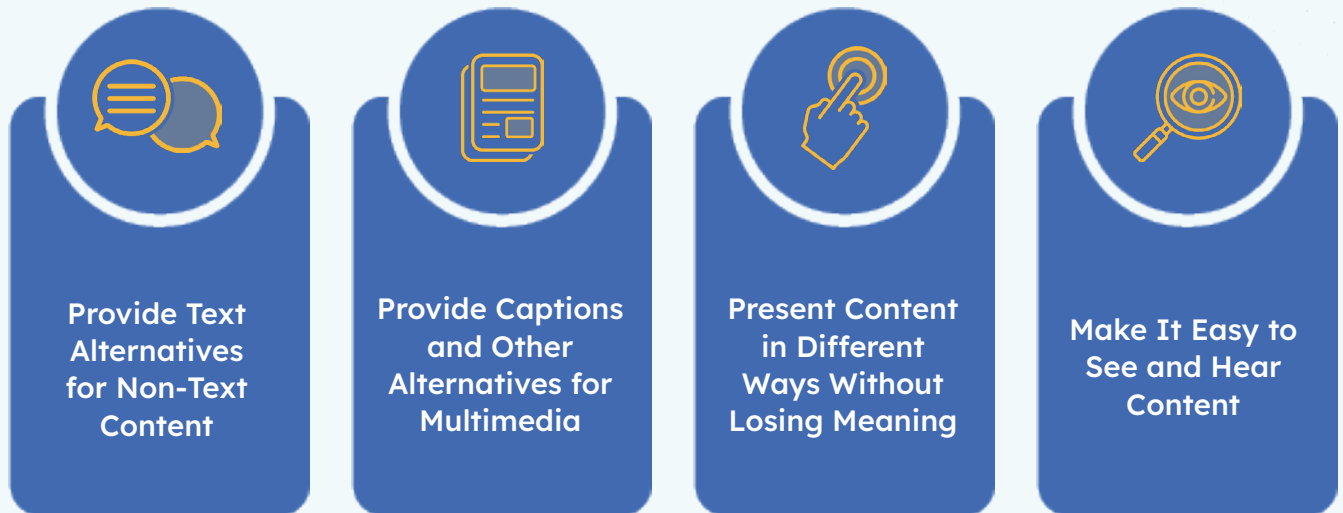 Provide Text
Alternatives
for Non-Text
Content
Provide Captions
and Other
Alternatives for
Multimedia
Present Content
in Different
Ways Without
Losing Meaning
Make It Easy to
See and Hear
Content